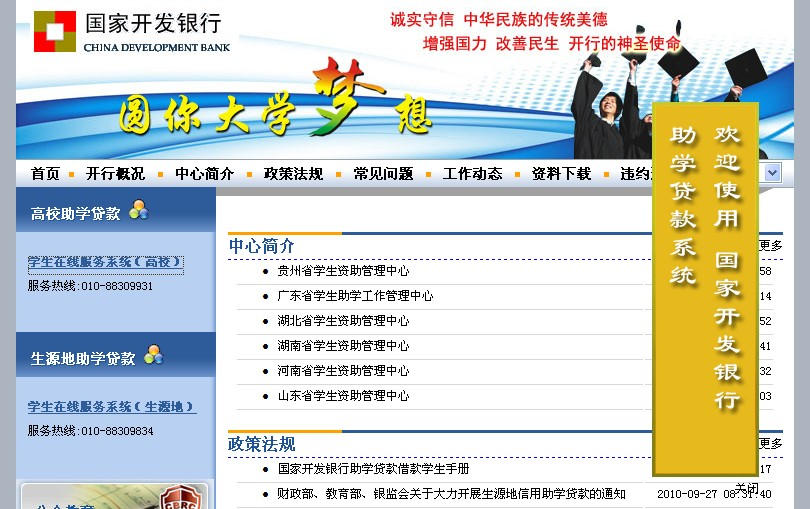 国家开发银行
CHINA DEVELOPMENT BANK
诚实守信 中华民族的传统美德
增强国力 改善民生 开行的神圣使命
圆你大学梦想
首页 开行概况 中心简介 政策法规 常见问题 工作动态 资料下载 违约
高校助学贷款
学生在线服务系统(高校)
服务热线:010-88309931
生源地助学贷款
学生在线服务系统(生源地)
服务热线:010-88309834
CBRC
中心简介
更多
贵州省学生资助管理中心
58
广东省学生助学工作管理中心
14
湖北省学生资助管理中心
52
湖南省学生资助管理中心
41
河南省学生资助管理中心
32
山东省学生资助管理中心
03
政策法规
更多
国家开发银行助学贷款借款学生手册
17
财政部、教育部、银监会关于大力开展生源地信用助学贷款的通知
2010-09-27 08:31:40
欢迎使用 国家开发银行
助学贷款系统
关闭